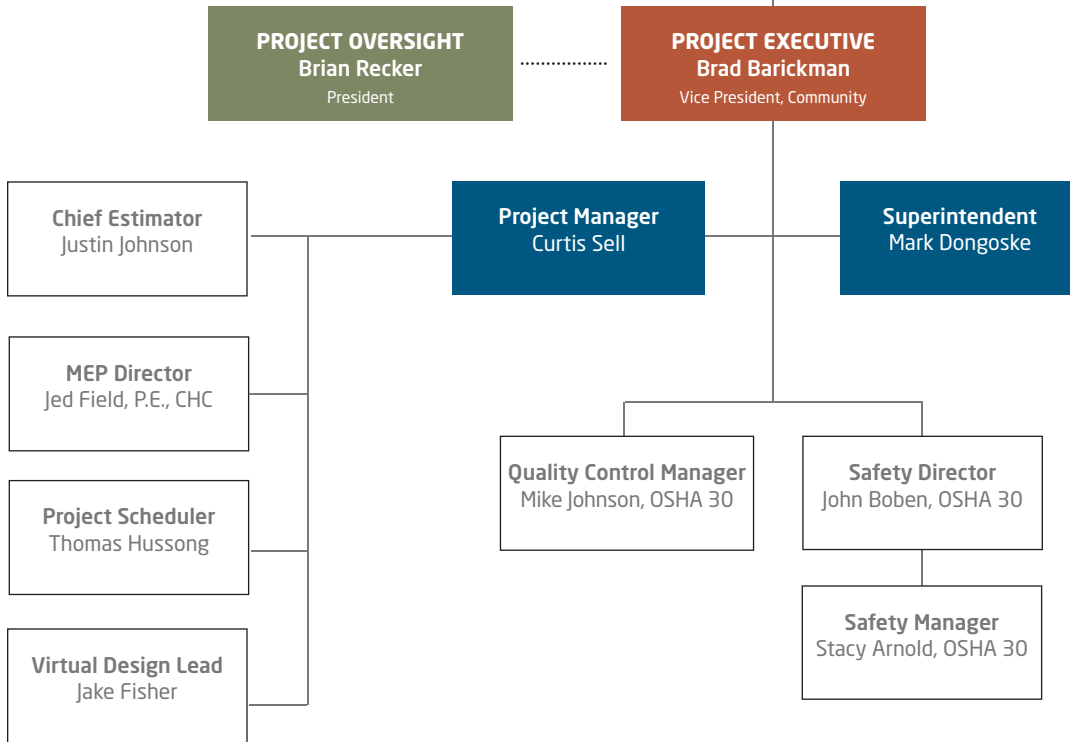 PROJECT OVERSIGHT
Brian Recker
President
PROJECT EXECUTIVE
Brad Barickman
Vice President, Community
Chief Estimator
Justin Johnson
Project Manager
Curtis Sell
Superintendent
Mark Dongoske
MEP Director
Jed Field, P.E., CHC
Quality Control Manager
Mike Johnson, OSHA 30
Safety Director
John Boben, OSHA 30
Project Scheduler
Thomas Hussong
Safety Manager
Stacy Arnold, OSHA 30
Virtual Design Lead
Jake Fisher